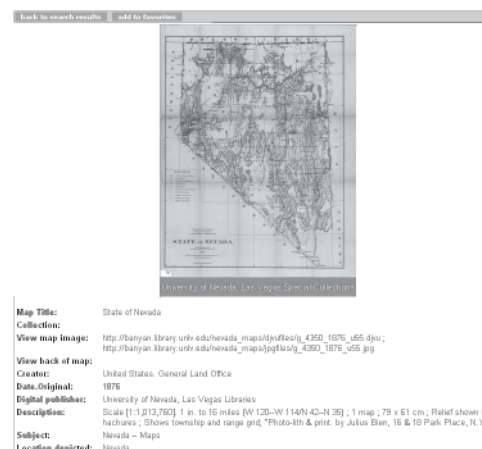 back to search results add to favorites
STATE OF NEVADA.
University of Nevada, Las Vegas Special Collections
Map Title: State of Nevada
Collection:
View map image: http://banyan.library.unlv.edu/nevada_maps/djvufiles/g_4350_1876_u55.djvu ;
http://banyan.library.unlv.edu/nevada_maps/jpgfiles/g_4350_1876_u55.jpg
View back of map:
Creator: United States. General Land Office
Date.Original: 1876
Digital publisher: University of Nevada, Las Vegas Libraries
Description: Scale [1:1,013,760]. 1 in. to 16 miles (W 120--W 114/N 42--N 35) ; 1 map ; 79 x 61 cm ; Relief shown
hachures ; Shows township and range grid; "Photo-lith & print. by Julius Bien, 16 & 18 Park Place, N.Y
Subject: Nevada -- Maps
Location depicted: Nevada